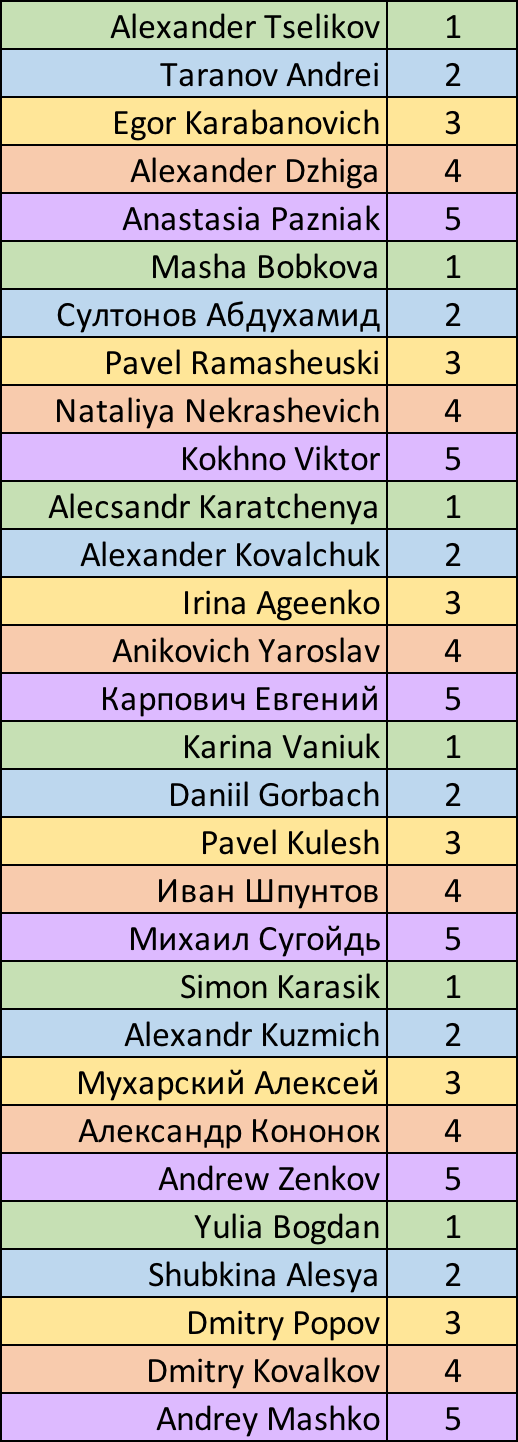 Alexander Tselikov 1
Taranov Andrei 2
Egor Karabanovich 3
Alexander Dzhiga 4
Anastasia Pazniak 5
Masha Bobkova 1
Султонов Абдухамид 2
Pavel Ramasheuski 3
Nataliya Nekrashevich 4
Kokhno Viktor 5
Alecsandr Karatchenya 1
Alexander Kovalchuk 2
Irina Ageenko 3
Anikovich Yaroslav 4
Карпович Евгений 5
Karina Vaniuk 1
Daniil Gorbach 2
Pavel Kulesh 3
Иван Шпунтов 4
Михаил Сугойдь 5
Simon Karasik 1
Alexandr Kuzmich 2
Мухарский Алексей 3
Александр Кононок 4
Andrew Zenkov 5
Yulia Bogdan 1
Shubkina Alesya 2
Dmitry Popov 3
Dmitry Kovalkov 4
Andrey Mashko 5